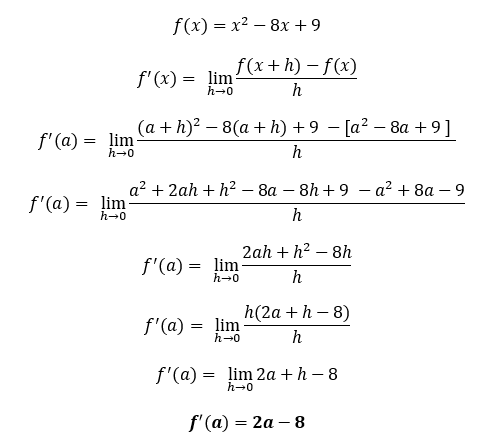 f(x) = x² − 8x + 9
f′(x) = lim h→0 f(x + h) − f(x) / h
f′(a) = lim h→0 (a + h)² − 8(a + h) + 9 − [a² − 8a + 9 ] / h
f′(a) = lim h→0 a² + 2ah + h² − 8a − 8h + 9 − a² + 8a − 9 / h
f′(a) = lim h→0 2ah + h² − 8h / h
f′(a) = lim h→0 h(2a + h − 8) / h
f′(a) = lim h→0 2a + h − 8
f′(a) = 2a − 8